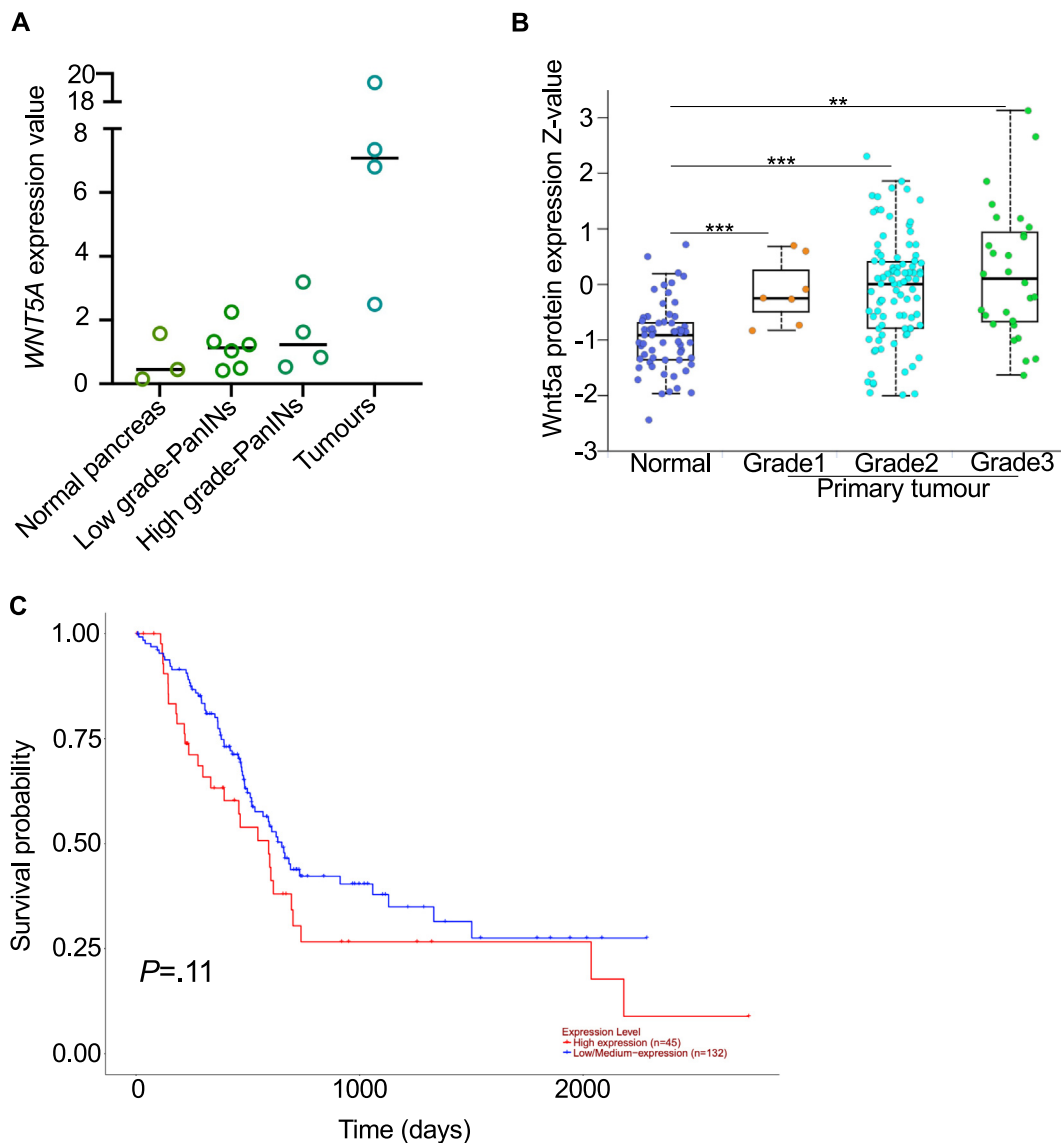 A
WNT5A expression value
20
18
8
6
4
2
0
Normal pancreas
Low grade-PanINs
High grade-PanINs
Tumours
B
Wnt5a protein expression Z-value
3
2
1
0
-1
-2
-3
**
***
***
Normal Grade1 Grade2 Grade3
Primary tumour
C
Survival probability
1.00
0.75
0.50
0.25
0.00
P=.11
Expression Level
High expression (n=45)
Low/Medium-expression (n=132)
0 1000 2000
Time (days)